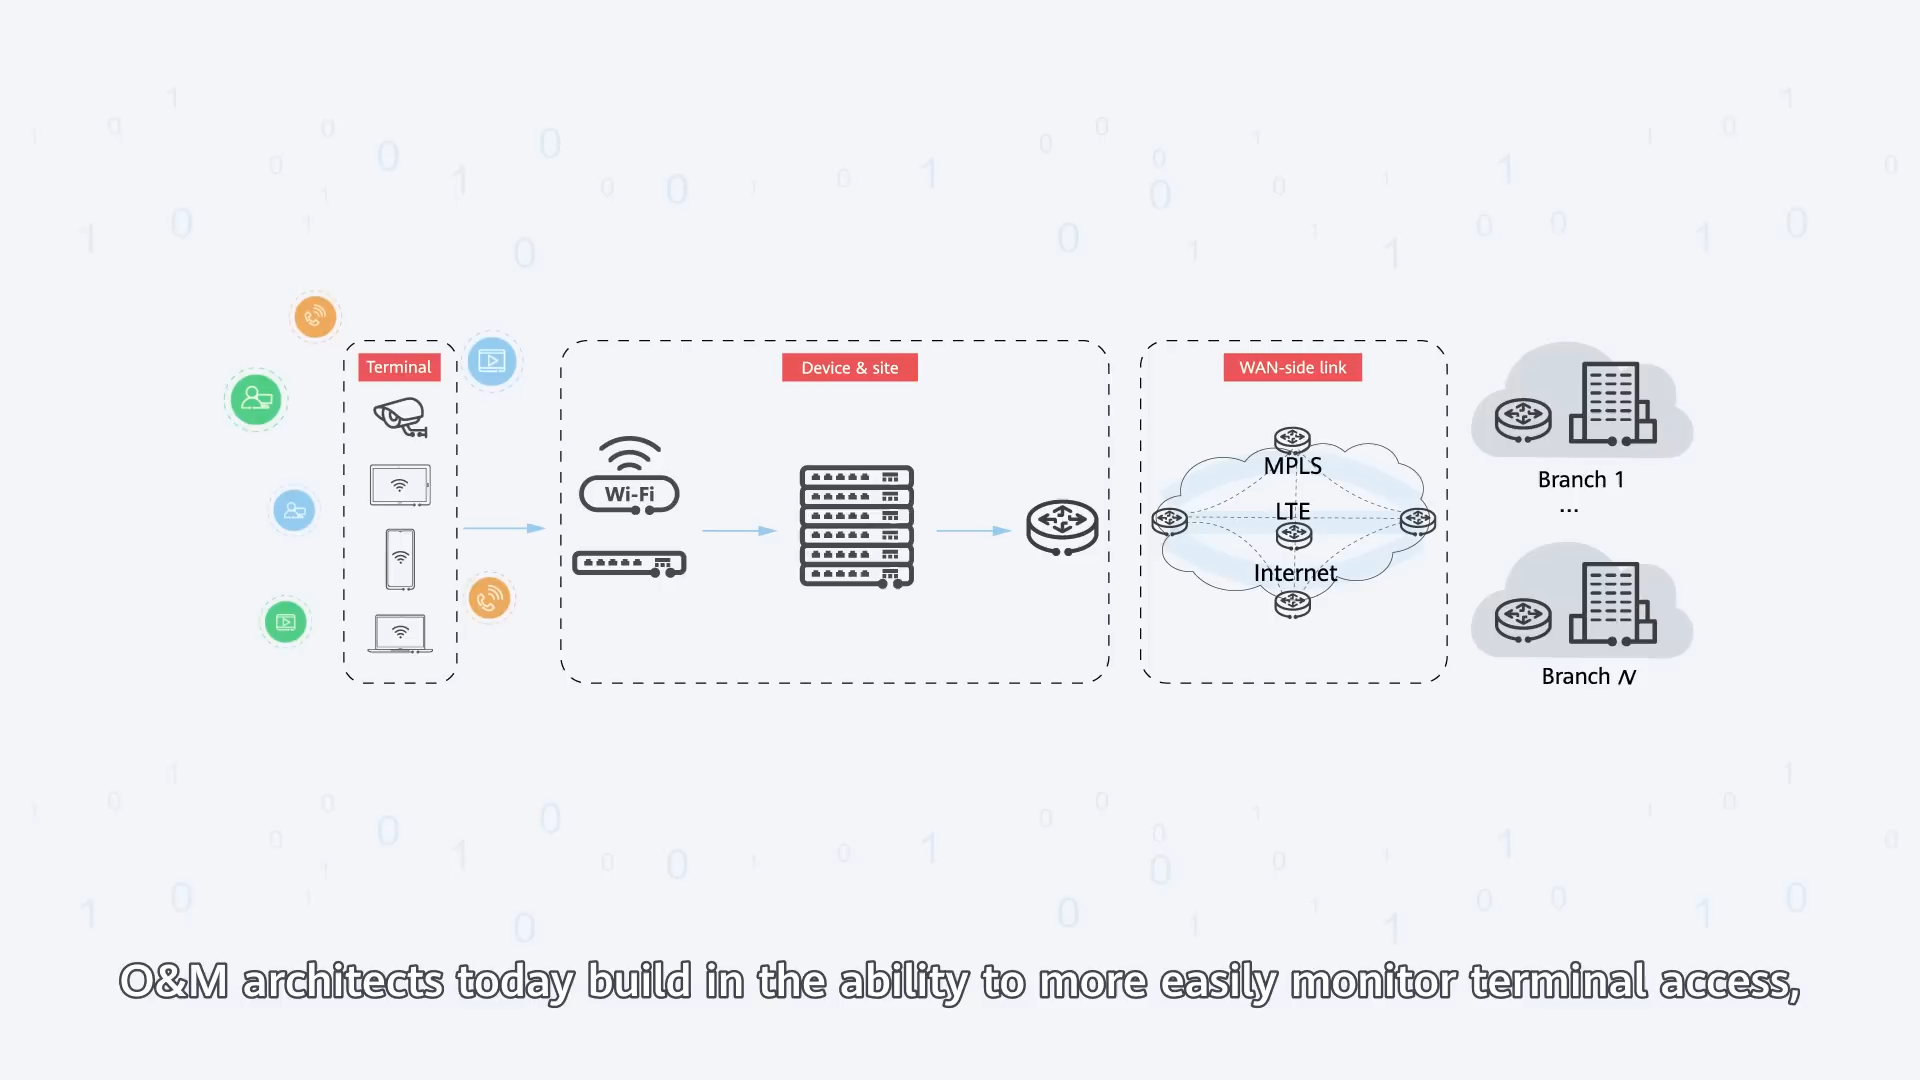 Terminal
Device & site
WAN-side link
Wi-Fi
MPLS
LTE
Internet
Branch 1
...
Branch N
O&M architects today build in the ability to more easily monitor terminal access,